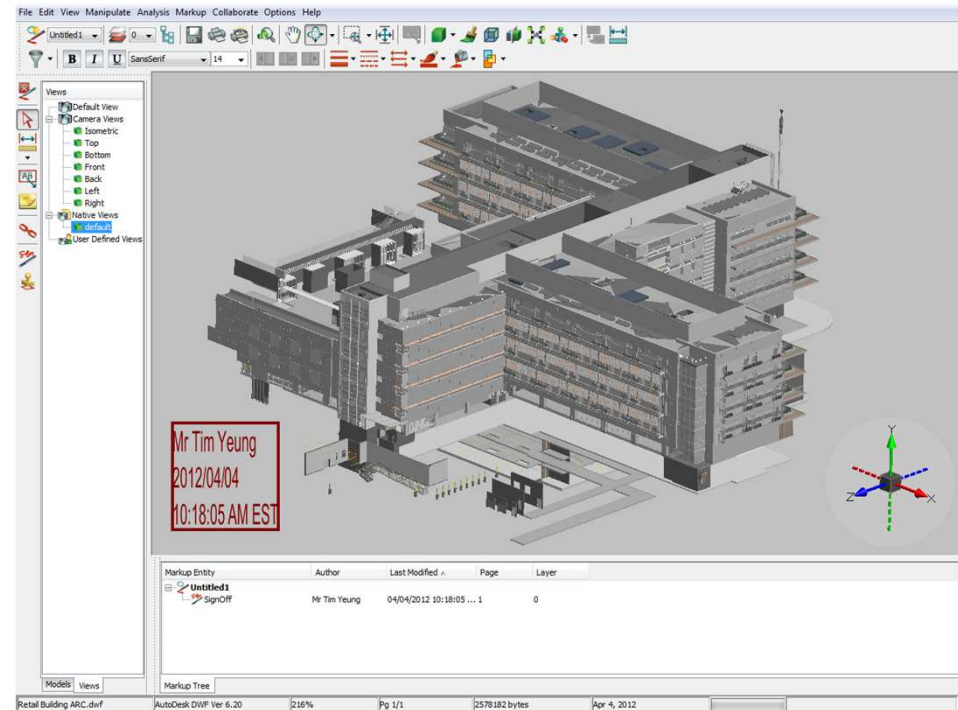 File Edit View Manipulate Analysis Markup Collaborate Options Help
Untitled1 0
B I U SansSerif 14
Views
Default View
Camera Views
Isometric
Top
Bottom
Front
Back
Left
Right
Native Views
default
User Defined Views
Mr Tim Yeung
2012/04/04
10:18:05 AM EST
Y
Z X
Markup Entity Author Last Modified Page Layer
Untitled1
SignOff Mr Tim Yeung 04/04/2012 10:18:05 ... 1 0
Models Views Markup Tree
Retail Building ARC.dwf AutoDesk DWF Ver 6.20 216% Pg 1/1 2578182 bytes Apr 4, 2012